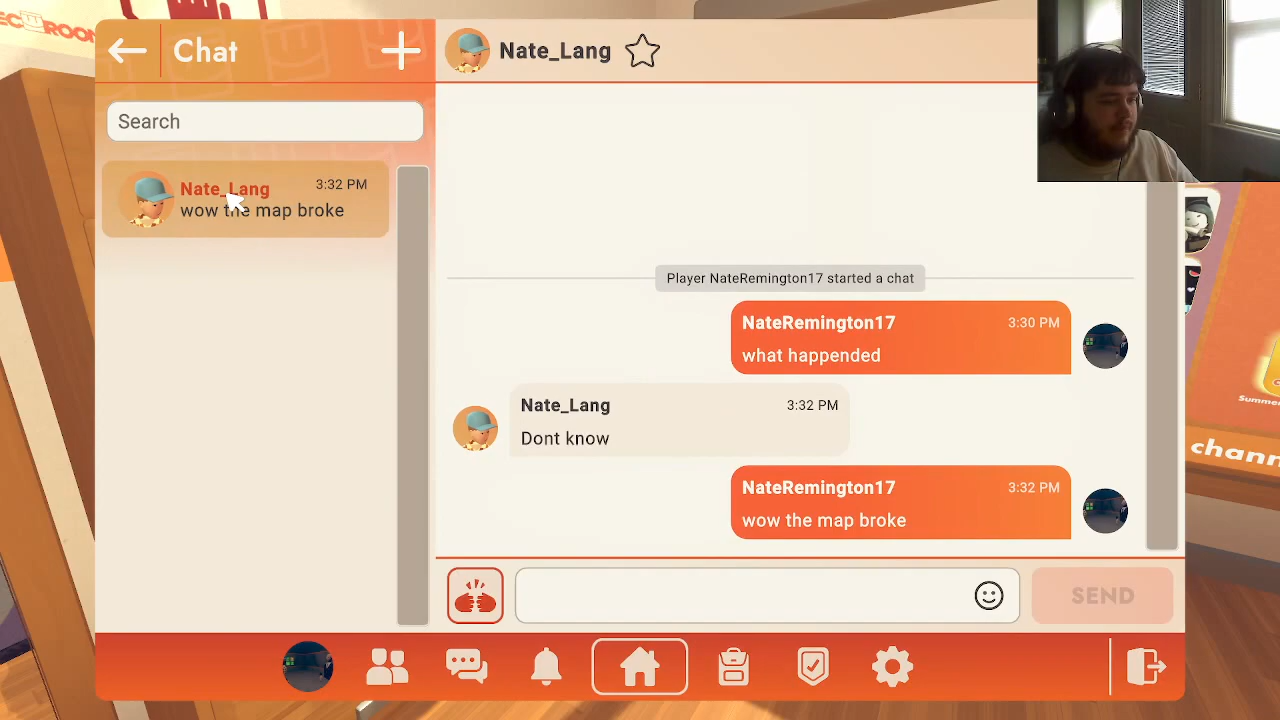 Chat
Search
Nate_Lang 3:32 PM
wow the map broke
Nate_Lang
Player NateRemington17 started a chat
NateRemington17 3:30 PM
what happended
Nate_Lang 3:32 PM
Dont know
NateRemington17 3:32 PM
wow the map broke
SEND